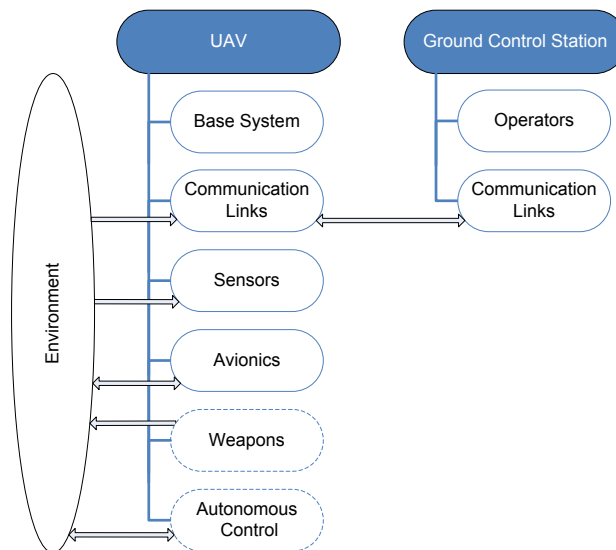 UAV
Ground Control Station
Base System
Operators
Communication
Links
Communication
Links
Sensors
Environment
Avionics
Weapons
Autonomous
Control